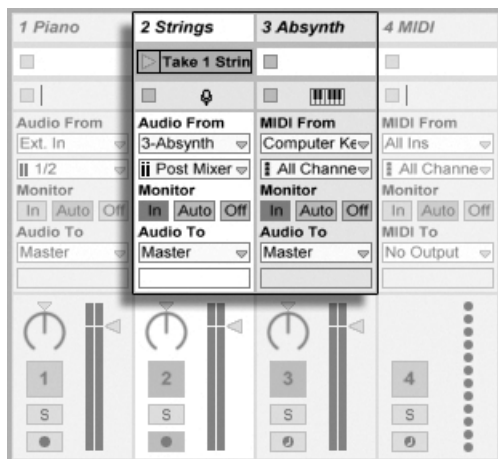 1 Piano
2 Strings
3 Absynth
4 MIDI
Take 1 Strin
Audio From
Audio From
MIDI From
MIDI From
Ext. In
3-Absynth
Computer Ke
All Ins
1/2
Post Mixer
All Channe
All Channe
Monitor
Monitor
Monitor
Monitor
In Auto Off
In Auto Off
In Auto Off
In Auto Off
Audio To
Audio To
Audio To
MIDI To
Master
Master
Master
No Output
1
2
3
4
S
S
S
S